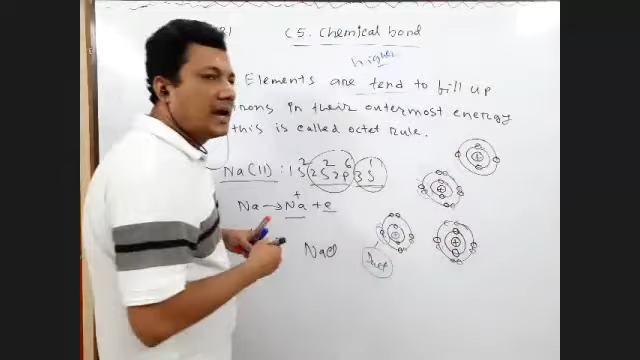 C5. Chemical bond
higher
Elements are tend to fill up
trons in their outermost energy
this is called octet rule.
Na(11): 1s² 2s² 2p⁶ 3s¹
Na → Na⁺ + e
NaCl